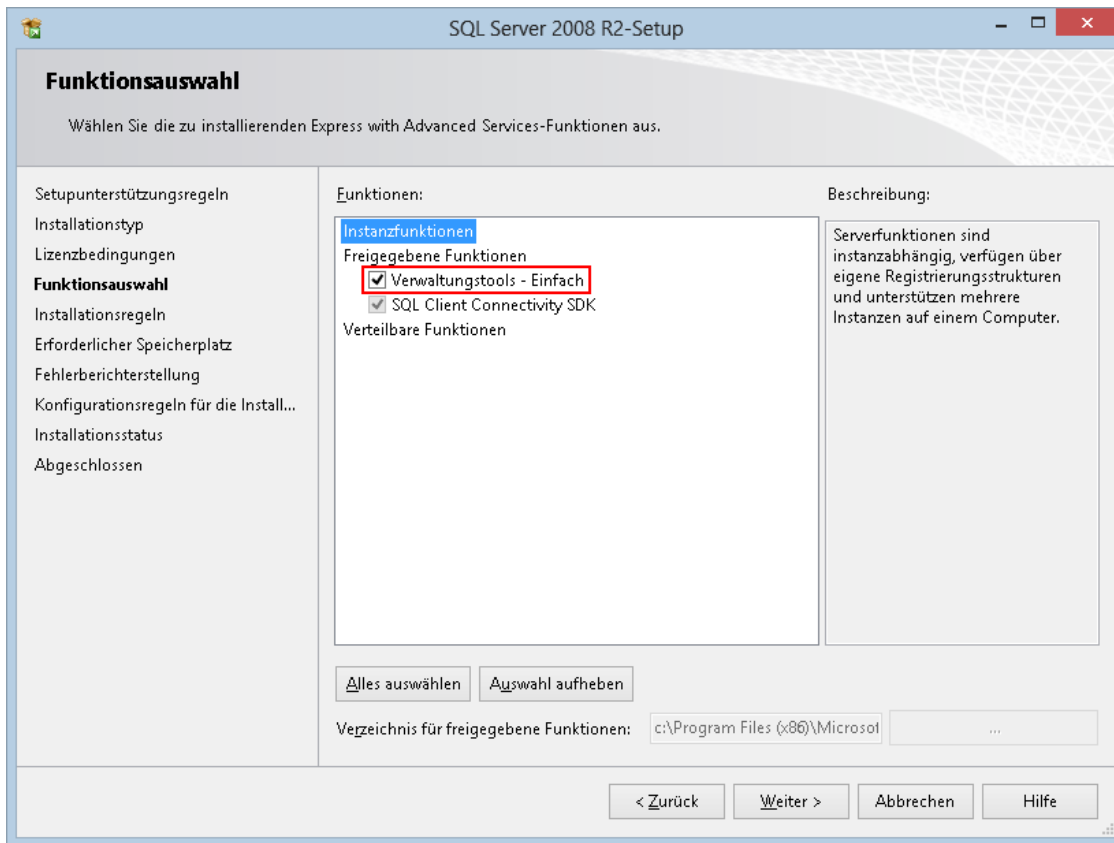 SQL Server 2008 R2-Setup
Funktionsauswahl
Wählen Sie die zu installierenden Express with Advanced Services-Funktionen aus.
Setupunterstützungsregeln
Installationstyp
Lizenzbedingungen
Funktionsauswahl
Installationsregeln
Erforderlicher Speicherplatz
Fehlerberichterstellung
Konfigurationsregeln für die Install...
Installationsstatus
Abgeschlossen
Funktionen:
Instanzfunktionen
Freigegebene Funktionen
Verwaltungstools - Einfach
SQL Client Connectivity SDK
Verteilbare Funktionen
Beschreibung:
Serverfunktionen sind
instanzabhängig, verfügen über
eigene Registrierungsstrukturen
und unterstützen mehrere
Instanzen auf einem Computer.
Alles auswählen Auswahl aufheben
Verzeichnis für freigegebene Funktionen: c:\Program Files (x86)\Microsof ...
< Zurück Weiter > Abbrechen Hilfe